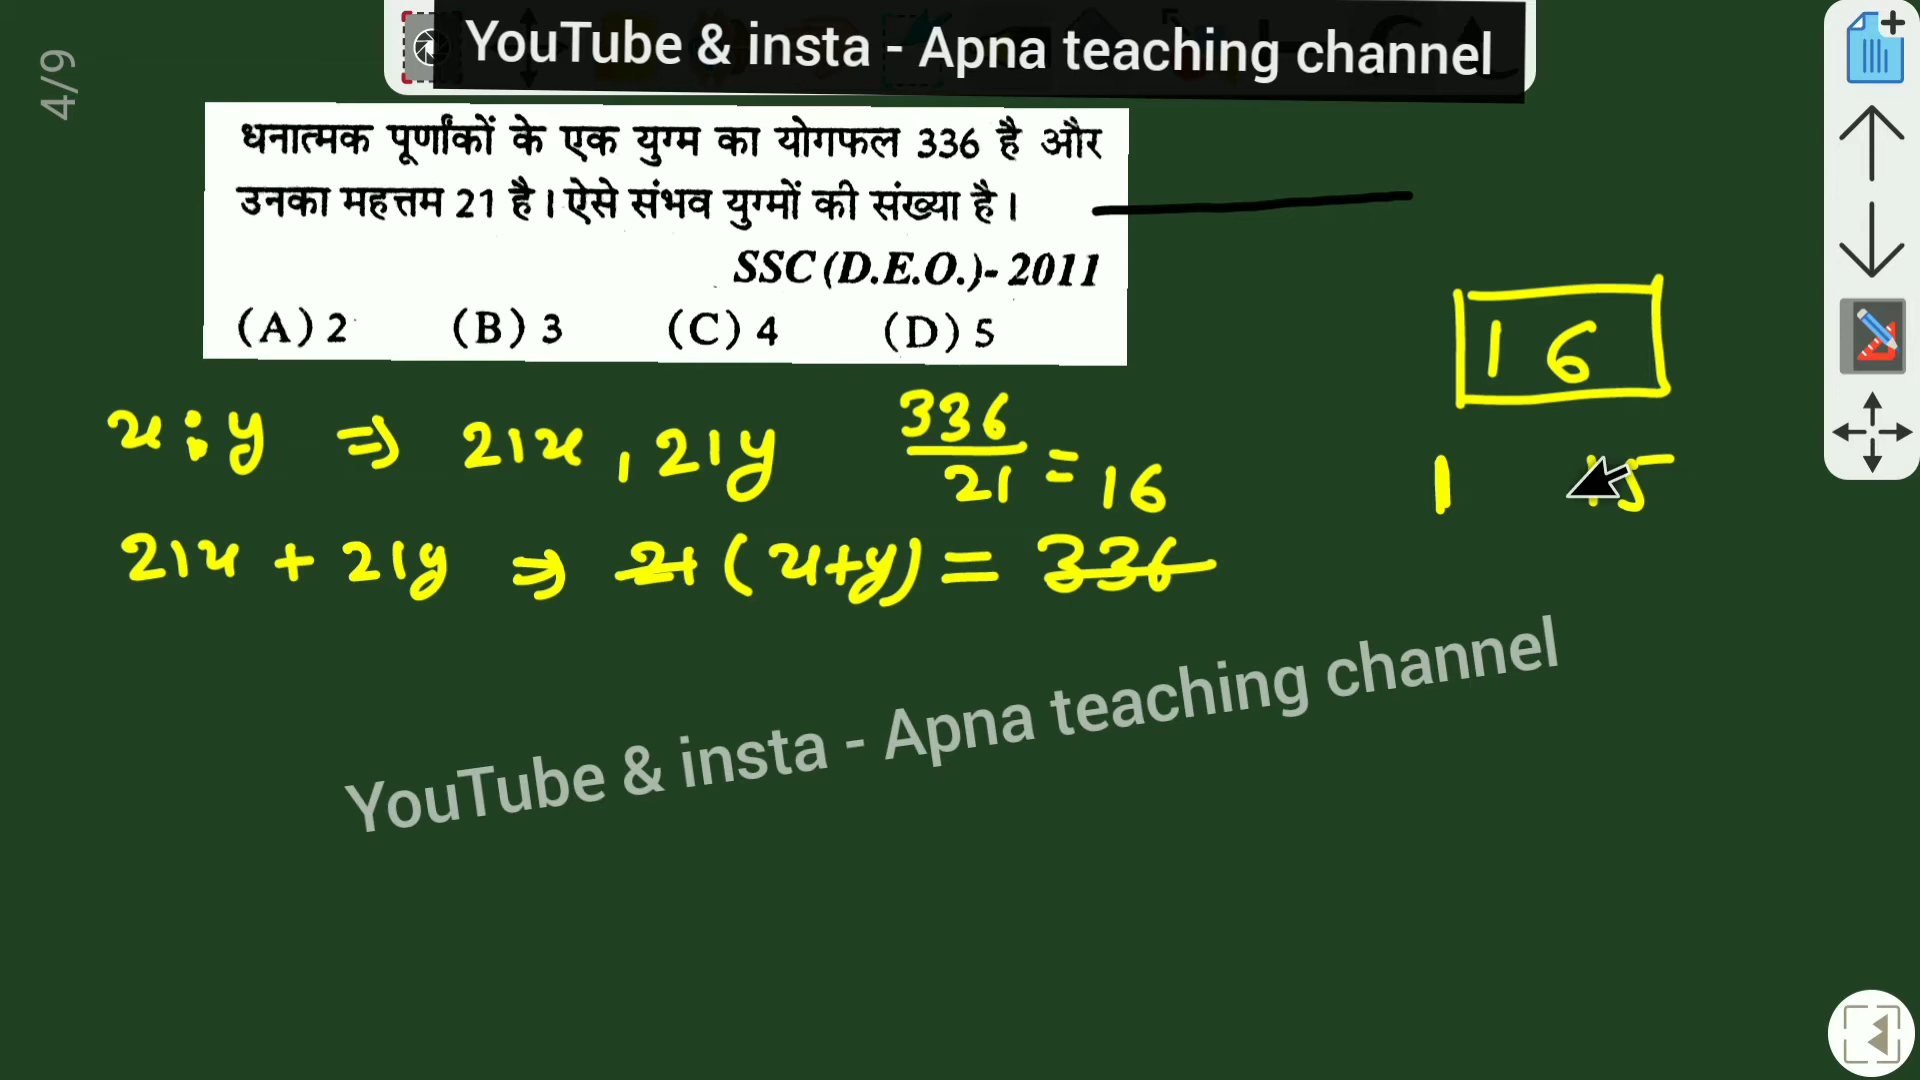 YouTube & insta - Apna teaching channel
4/9
धनात्मक पूर्णांकों के एक युग्म का योगफल 336 है और
उनका महत्तम 21 है। ऐसे संभव युग्मों की संख्या है।
SSC (D.E.O.)- 2011
(A) 2 (B) 3 (C) 4 (D) 5
16
x : y ⇒ 21x , 21y 336/21 = 16
1 15
21x + 21y ⇒ 21 (x+y) = 336
YouTube & insta - Apna teaching channel